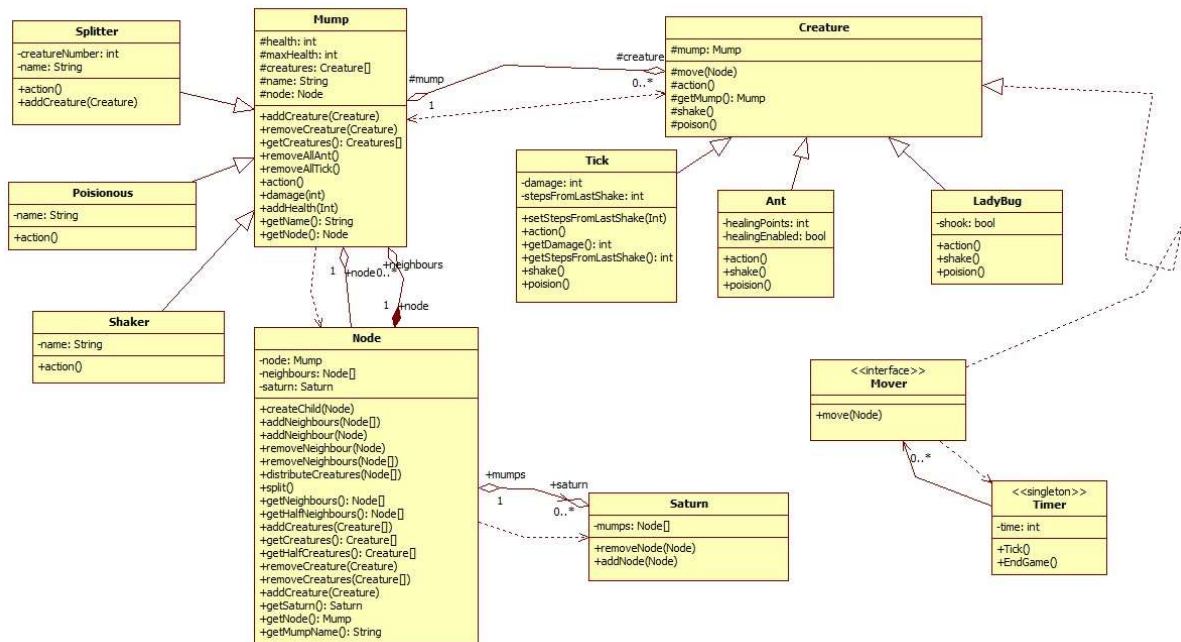 Splitter
-creatureNumber: int
-name: String
+action()
+addCreature(Creature)
Mump
#health: int
#maxHealth: int
#creatures: Creature[]
#name: String
#node: Node
+addCreature(Creature)
+removeCreature(Creature)
+getCreatures(): Creatures[]
+removeAllAnt()
+removeAllTick()
+action()
+damage(int)
+addHealth(Int)
+getName(): String
+getNode(): Node
#mump
1
#creature
0..*
Creature
#mump: Mump
#move(Node)
#action()
#getMump(): Mump
#shake()
#poison()
Poisionous
-name: String
+action()
Shaker
-name: String
+action()
Tick
-damage: int
-stepsFromLastShake: int
+setStepsFromLastShake(Int)
+action()
+getDamage(): int
+getStepsFromLastShake(): int
+shake()
+poision()
Ant
-healingPoints: int
-healingEnabled: bool
+action()
+shake()
+poision()
LadyBug
-shook: bool
+action()
+shake()
+poision()
1
+node
0..*
+neighbours
1
+node
Node
-node: Mump
-neighbours: Node[]
-saturn: Saturn
+createChild(Node)
+addNeighbours(Node[])
+addNeighbour(Node)
+removeNeighbour(Node)
+removeNeighbours(Node[])
+distributeCreatures(Node[])
+split()
+getNeighbours(): Node[]
+getHalfNeighbours(): Node[]
+addCreatures(Creature[])
+getCreatures(): Creature[]
+getHalfCreatures(): Creature[]
+removeCreature(Creature)
+removeCreatures(Creature[])
+addCreature(Creature)
+getSaturn(): Saturn
+getNode(): Mump
+getMumpName(): String
+mumps
1
+saturn
0..*
Saturn
-mumps: Node[]
+removeNode(Node)
+addNode(Node)
<<interface>>
Mover
+move(Node)
0..*
<<singleton>>
Timer
-time: int
+Tick()
+EndGame()